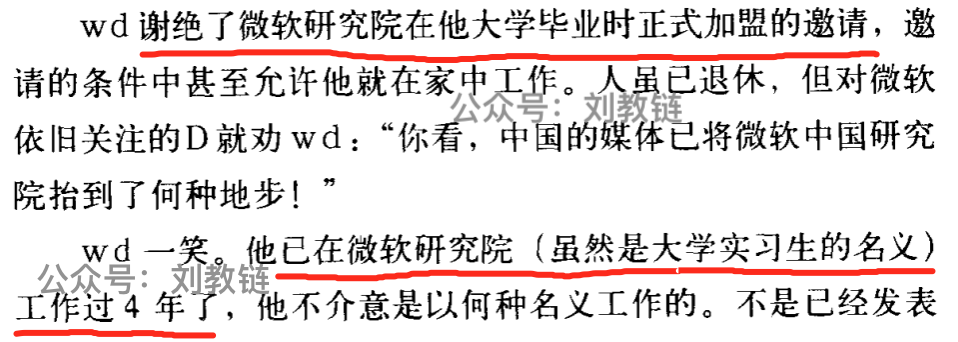 wd谢绝了微软研究院在他大学毕业时正式加盟的邀请，邀
请的条件中甚至允许他就在家中工作。人虽已退休，但对微软
公众号：刘教链
依旧关注的D就劝wd：“你看，中国的媒体已将微软中国研究
院抬到了何种地步！”
wd一笑。他已在微软研究院（虽然是大学实习生的名义）
公众号：刘教链
工作过4年了，他不介意是以何种名义工作的。不是已经发表